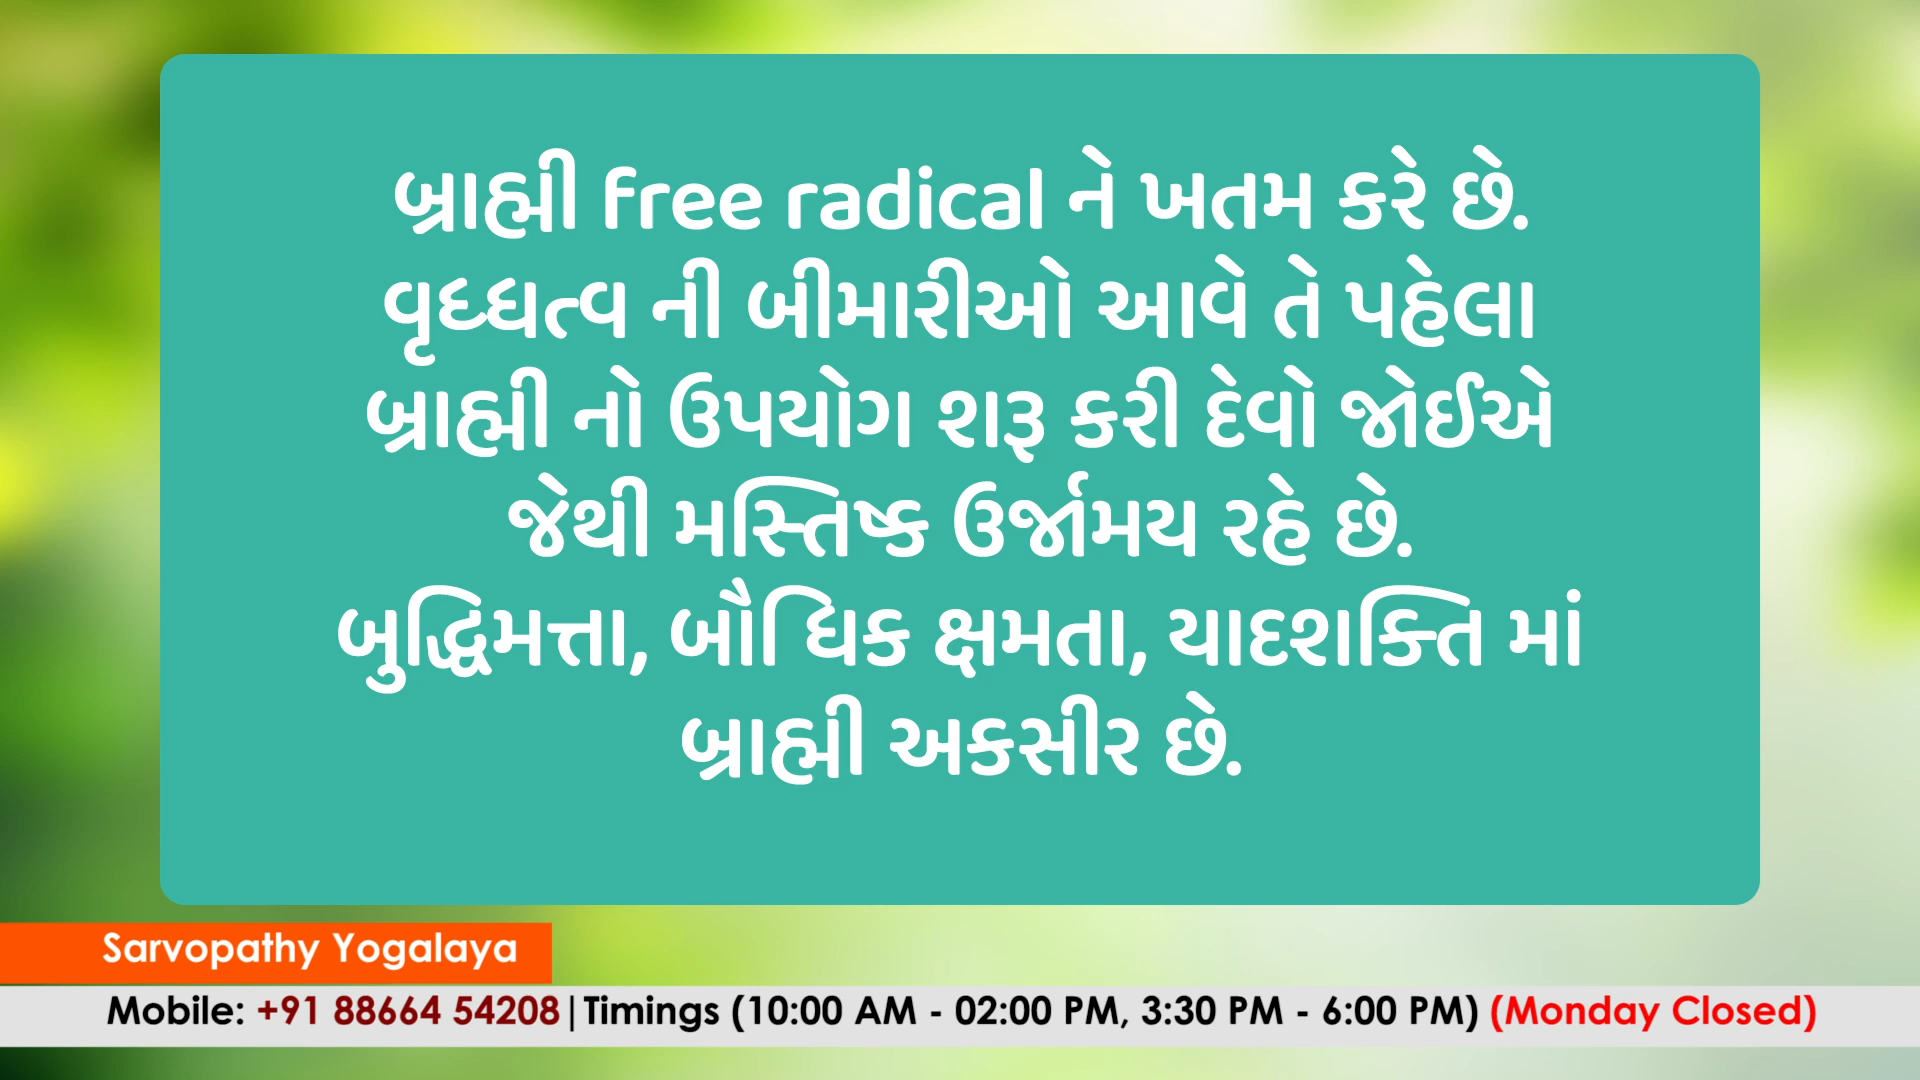 બ્રાહ્મી free radical ને ખતમ કરે છે.
વૃધ્ધત્વ ની બીમારીઓ આવે તે પહેલા
બ્રાહ્મી નો ઉપયોગ શરૂ કરી દેવો જોઈએ
જેથી મસ્તિષ્ક ઉર્જામય રહે છે.
બુદ્ધિમત્તા, બૌ ધિક ક્ષમતા, યાદશક્તિ માં
બ્રાહ્મી અકસીર છે.
Sarvopathy Yogalaya
Mobile: +91 88664 54208|Timings (10:00 AM - 02:00 PM, 3:30 PM - 6:00 PM) (Monday Closed)